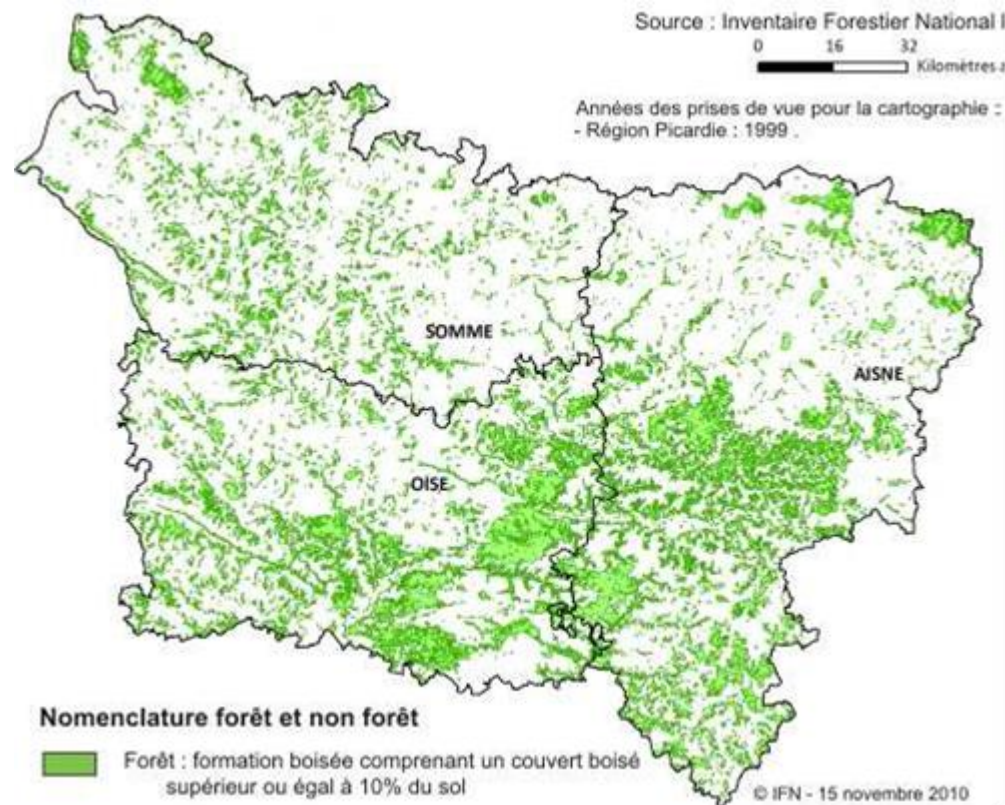 Source : Inventaire Forestier National
0 16 32
Kilomètres
Années des prises de vue pour la cartographie :
- Région Picardie : 1999 .
SOMME
AISNE
OISE
Nomenclature forêt et non forêt
Forêt : formation boisée comprenant un couvert boisé
supérieur ou égal à 10% du sol
© IFN - 15 novembre 2010